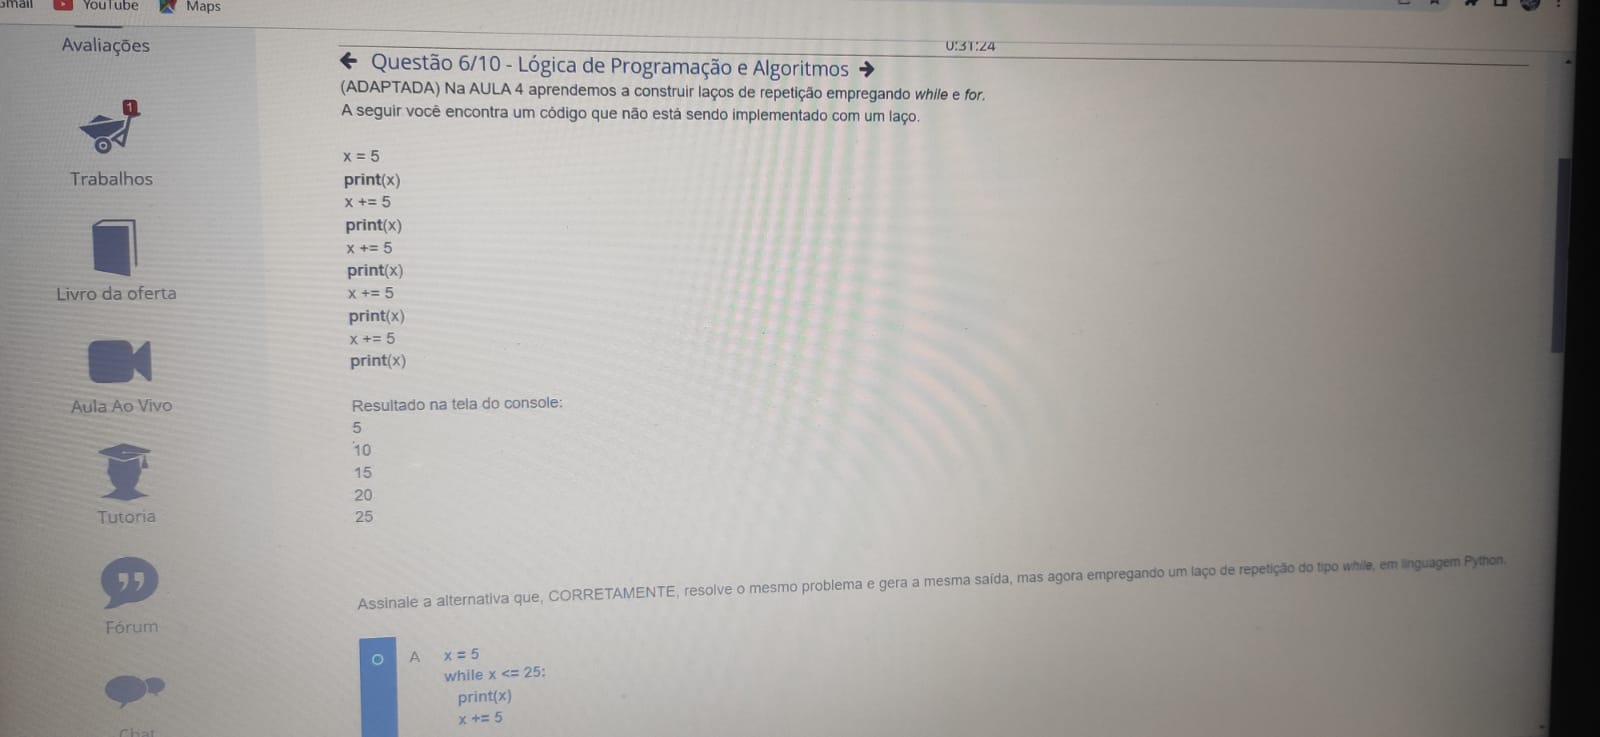 YouTube
Maps
Avaliações
0:31:24
← Questão 6/10 - Lógica de Programação e Algoritmos →
(ADAPTADA) Na AULA 4 aprendemos a construir laços de repetição empregando while e for.
A seguir você encontra um código que não está sendo implementado com um laço.
1
x = 5
Trabalhos
print(x)
x += 5
print(x)
x += 5
print(x)
Livro da oferta
x += 5
print(x)
x += 5
print(x)
Aula Ao Vivo
Resultado na tela do console:
5
10
15
20
25
Tutoria
Assinale a alternativa que, CORRETAMENTE, resolve o mesmo problema e gera a mesma saída, mas agora empregando um laço de repetição do tipo while, em linguagem Python.
Fórum
A x = 5
while x <= 25:
print(x)
x += 5
Chat